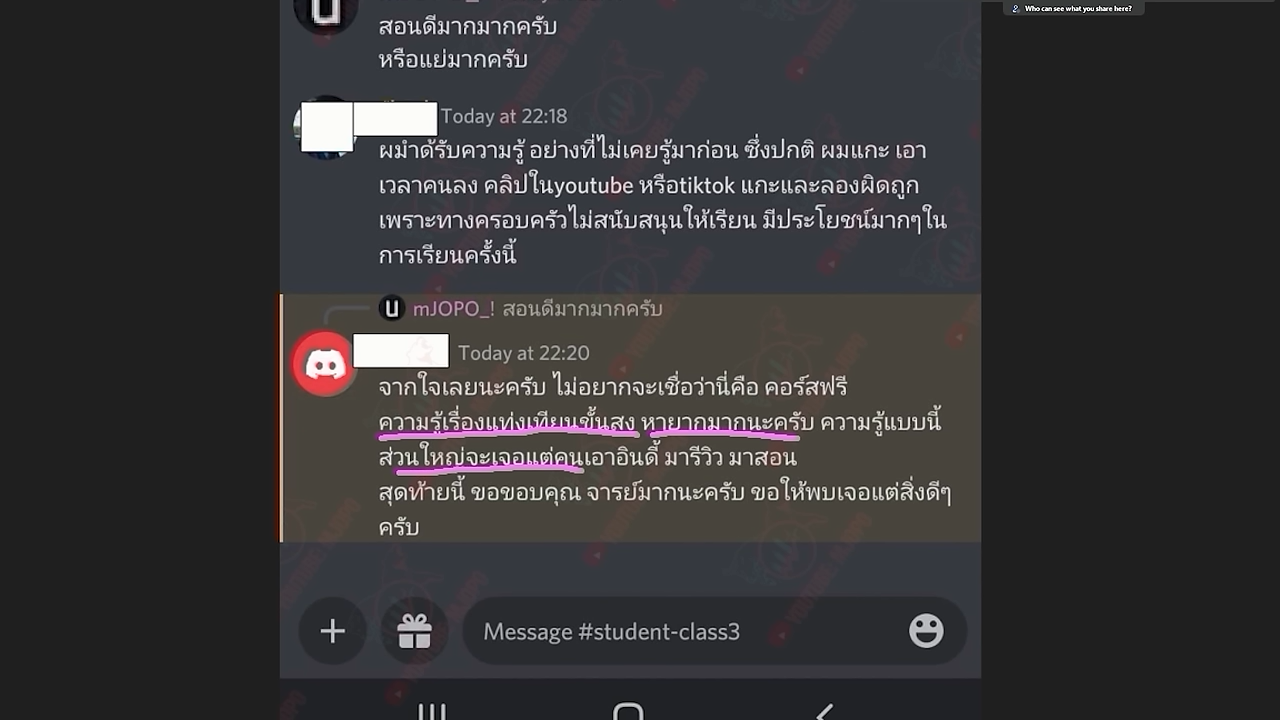 Who can see what you share here?
สอนดีมากมากครับ
หรือแย่มากครับ
Today at 22:18
ผมำด้รับความรู้ อย่างที่ไม่เคยรู้มาก่อน ซึ่งปกติ ผมแกะ เอา
เวลาคนลง คลิปในyoutube หรือtiktok แกะและลองผิดถูก
เพราะทางครอบครัวไม่สนับสนุนให้เรียน มีประโยชน์มากๆใน
การเรียนครั้งนี้
mJOPO_! สอนดีมากมากครับ
Today at 22:20
จากใจเลยนะครับ ไม่อยากจะเชื่อว่านี่คือ คอร์สฟรี
ความรู้เรื่องแท่งเทียนขั้นสูง หายากมากนะครับ ความรู้แบบนี้
ส่วนใหญ่จะเจอแต่คนเอาอินดี้ มารีวิว มาสอน
สุดท้ายนี้ ขอขอบคุณ จารย์มากนะครับ ขอให้พบเจอแต่สิ่งดีๆ
ครับ
Message #student-class3